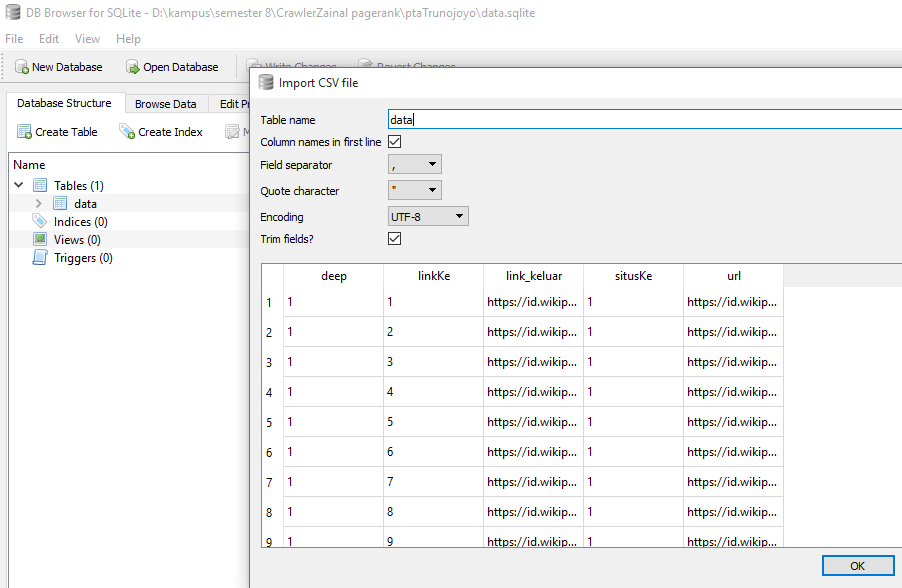 DB Browser for SQLite - D:\kampus\semester 8\CrawlerZainal pagerank\ptaTrunojoyo\data.sqlite
File Edit View Help
New Database Open Database Write Changes Revert Changes
Import CSV file
Database Structure Browse Data Edit
Create Table Create Index
Name
Tables (1)
data
Indices (0)
Views (0)
Triggers (0)
Table name data
Column names in first line
Field separator ,
Quote character "
Encoding UTF-8
Trim fields?
deep linkKe link_keluar situsKe url
1 1 1 https://id.wikip... 1 https://id.wikip...
2 1 2 https://id.wikip... 1 https://id.wikip...
3 1 3 https://id.wikip... 1 https://id.wikip...
4 1 4 https://id.wikip... 1 https://id.wikip...
5 1 5 https://id.wikip... 1 https://id.wikip...
6 1 6 https://id.wikip... 1 https://id.wikip...
7 1 7 https://id.wikip... 1 https://id.wikip...
8 1 8 https://id.wikip... 1 https://id.wikip...
9 1 9 https://id.wikip... 1 https://id.wikip...
OK